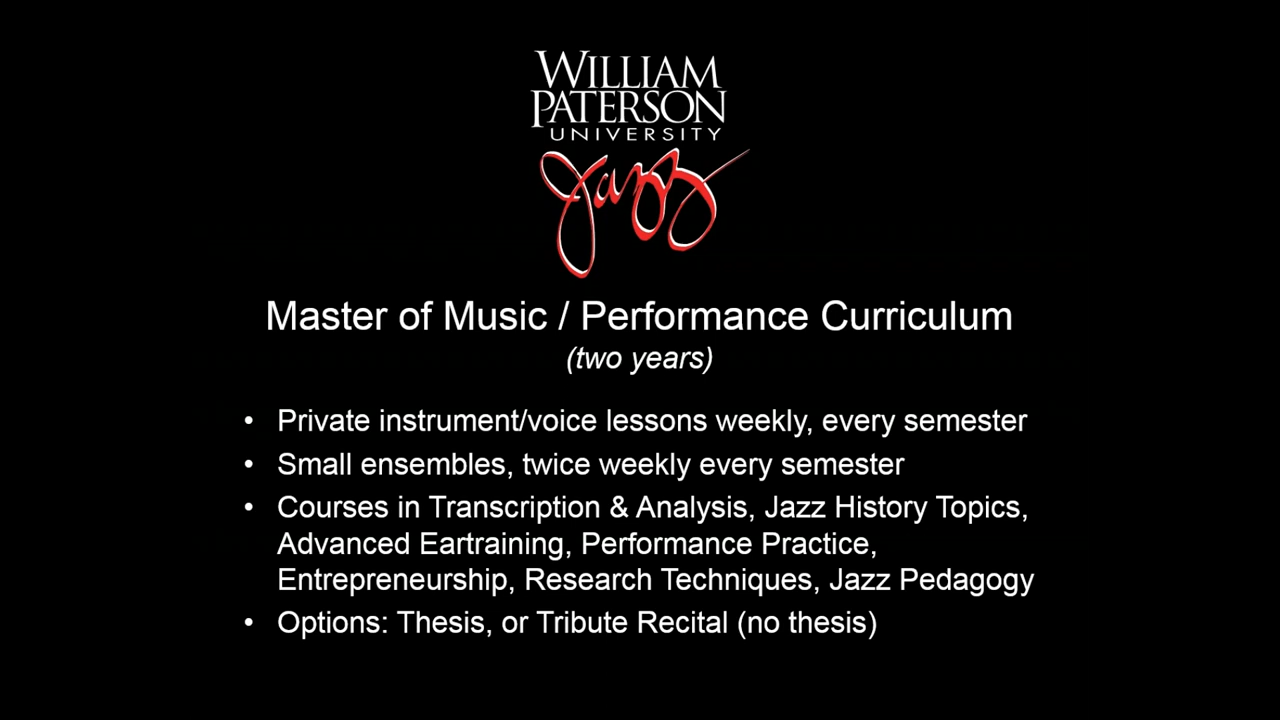 WILLIAM
PATERSON
UNIVERSITY
Jazz
Master of Music / Performance Curriculum
(two years)
• Private instrument/voice lessons weekly, every semester
• Small ensembles, twice weekly every semester
• Courses in Transcription & Analysis, Jazz History Topics,
Advanced Eartraining, Performance Practice,
Entrepreneurship, Research Techniques, Jazz Pedagogy
• Options: Thesis, or Tribute Recital (no thesis)